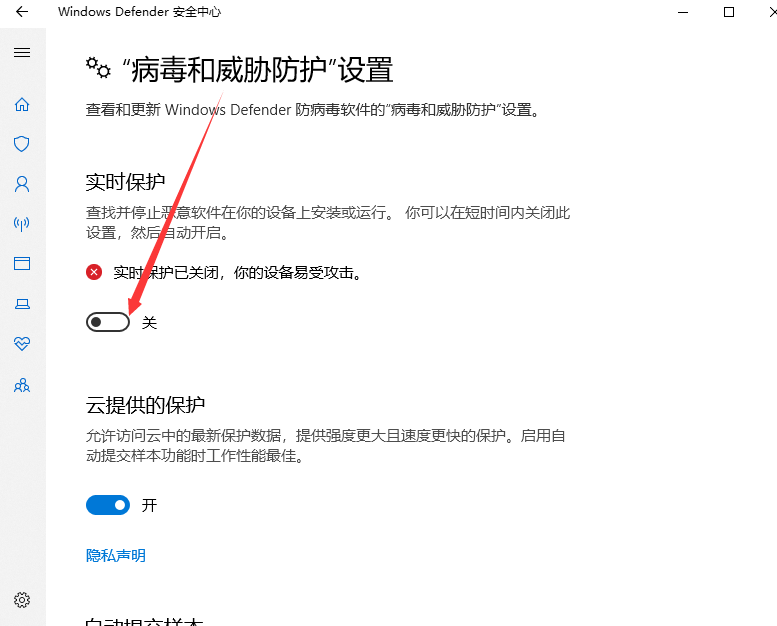 Windows Defender 安全中心
“病毒和威胁防护”设置
查看和更新 Windows Defender 防病毒软件的“病毒和威胁防护”设置。
实时保护
查找并停止恶意软件在你的设备上安装或运行。 你可以在短时间内关闭此
设置，然后自动开启。
实时保护已关闭，你的设备易受攻击。
关
云提供的保护
允许访问云中的最新保护数据，提供强度更大且速度更快的保护。启用自
动提交样本功能时工作性能最佳。
开
隐私声明
自动提交样本